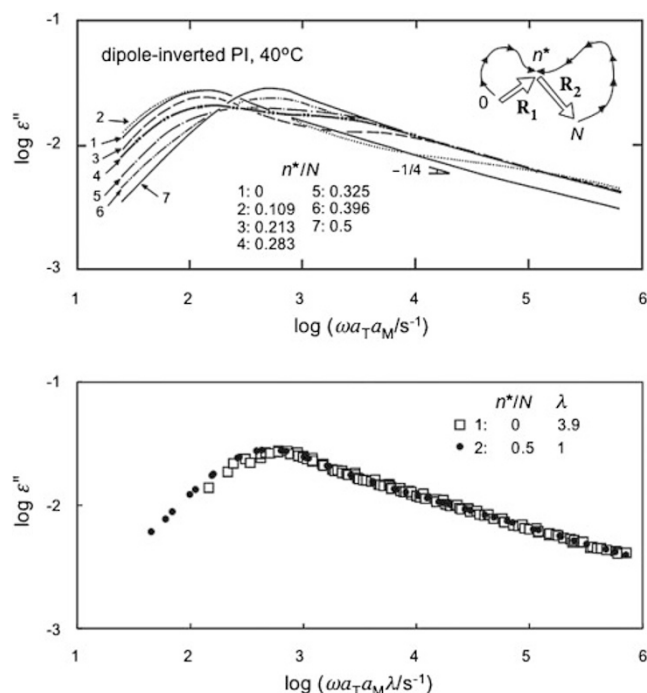 -1
dipole-inverted PI, 40°C
n*
R₁
R₂
0
N
log ε"
-2
2
1
3
4
5
6
7
n*/N
1: 0 5: 0.325
2: 0.109 6: 0.396
3: 0.213 7: 0.5
4: 0.283
−1/4
-3
1 2 3 4 5 6
log (ωa_Ta_M/s⁻¹)
-1
n*/N λ
1: 0 3.9
2: 0.5 1
log ε"
-2
-3
1 2 3 4 5 6
log (ωa_Ta_Mλ/s⁻¹)